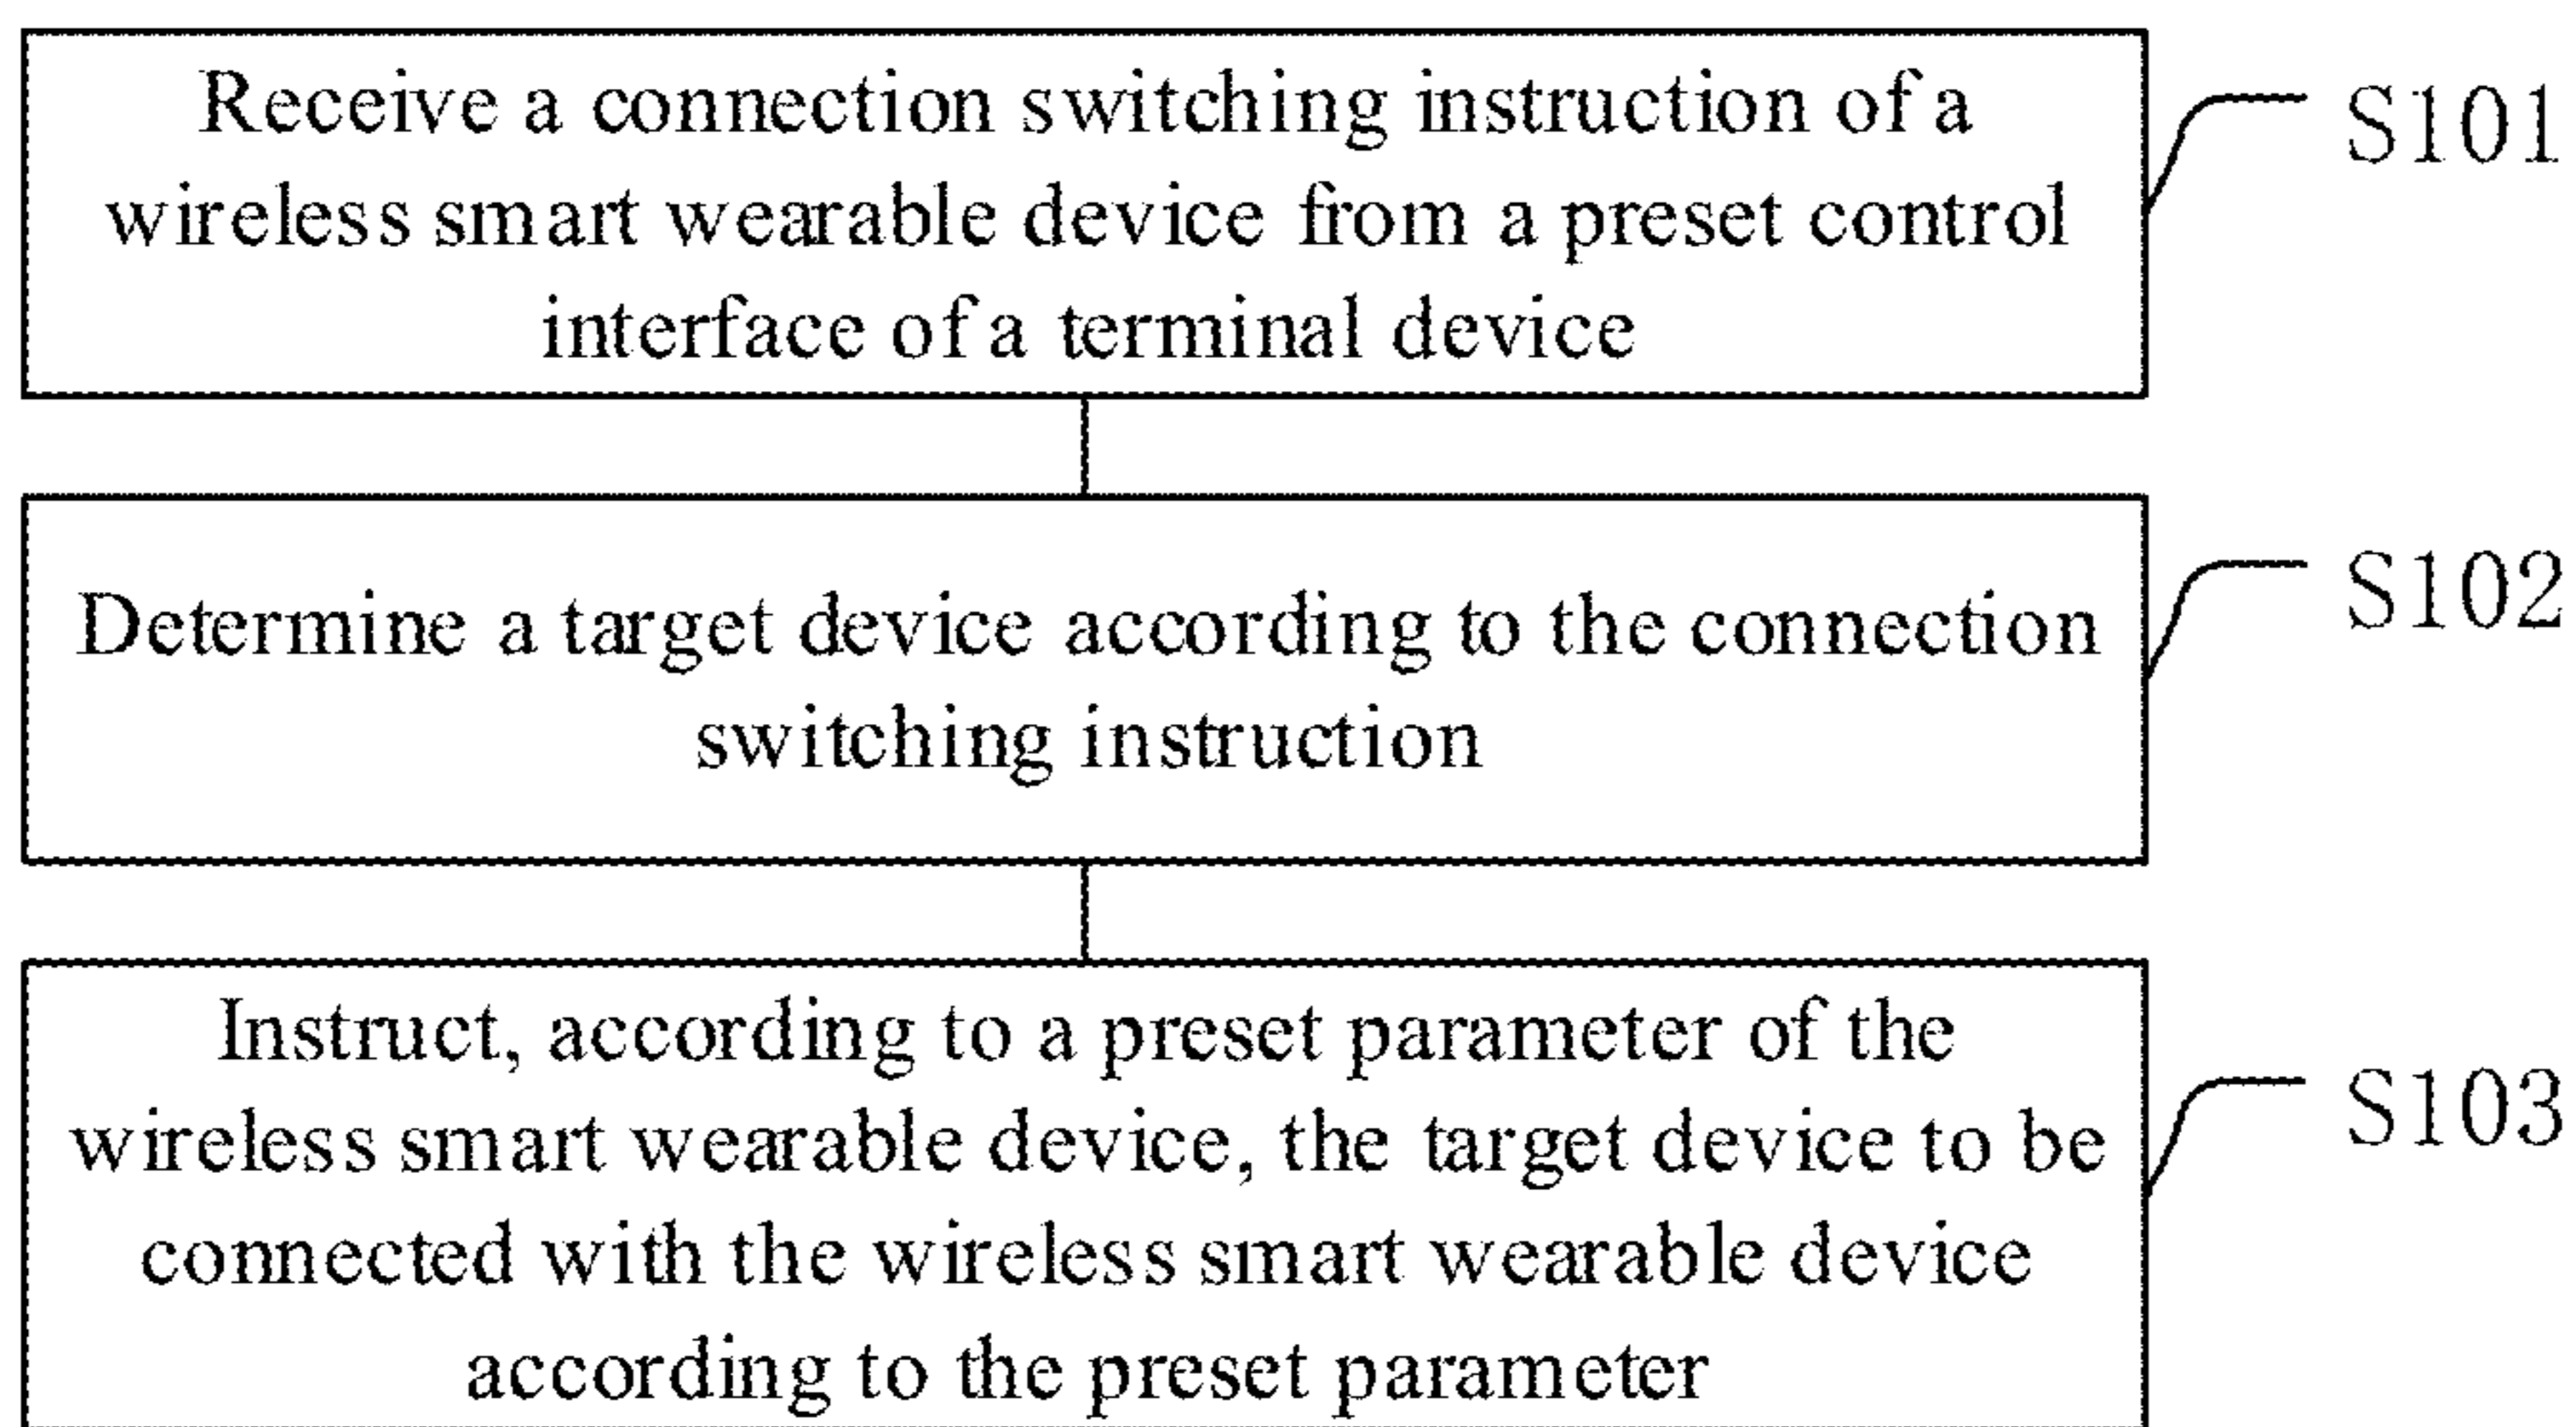 Receive a connection switching instruction of a
S101
wireless smart wearable device from a preset control
interface of a terminal device
Determine a target device according to the connection
S102
switching instruction
Instruct, according to a preset parameter of the
S103
wireless smart wearable device, the target device to be
connected with the wireless smart wearable device
according to the preset parameter